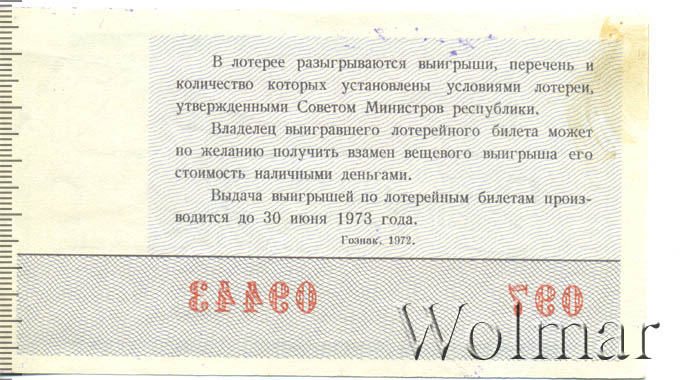 В лотерее разыгрываются выигрыши, перечень и
количество которых установлены условиями лотереи,
утвержденными Советом Министров республики.
Владелец выигравшего лотерейного билета может
по желанию получить взамен вещевого выигрыша его
стоимость наличными деньгами.
Выдача выигрышей по лотерейным билетам произ-
водится до 30 июня 1973 года.
Гознак, 1972.
09443 097
Wolmar